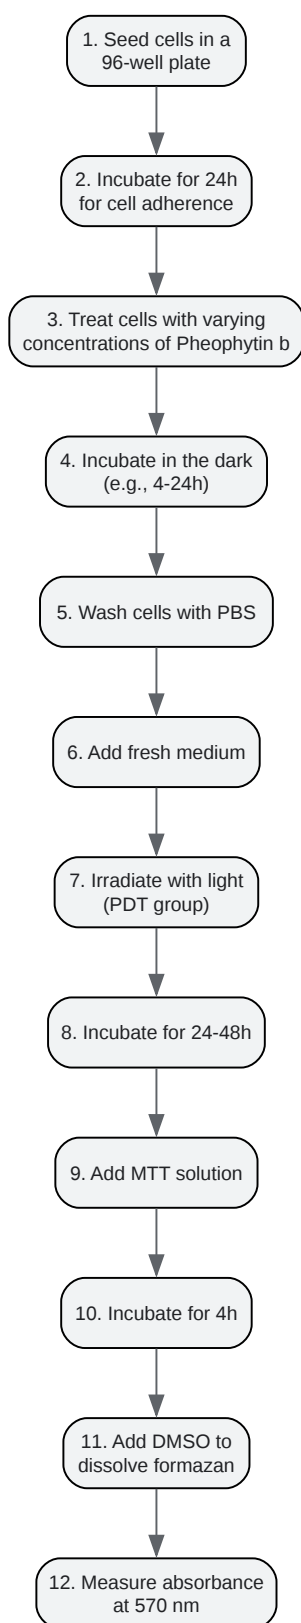 1. Seed cells in a
96-well plate
2. Incubate for 24h
for cell adherence
3. Treat cells with varying
concentrations of Pheophytin b
4. Incubate in the dark
(e.g., 4-24h)
5. Wash cells with PBS
6. Add fresh medium
7. Irradiate with light
(PDT group)
8. Incubate for 24-48h
9. Add MTT solution
10. Incubate for 4h
11. Add DMSO to
dissolve formazan
12. Measure absorbance
at 570 nm